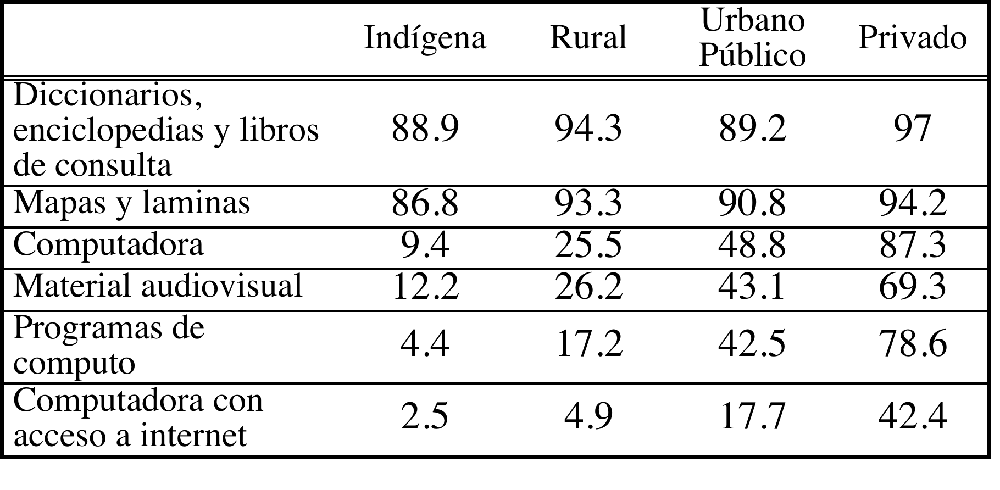 Indígena Rural Urbano Público Privado
Diccionarios,
enciclopedias y libros
de consulta
88.9 94.3 89.2 97
Mapas y laminas 86.8 93.3 90.8 94.2
Computadora 9.4 25.5 48.8 87.3
Material audiovisual 12.2 26.2 43.1 69.3
Programas de
computo
4.4 17.2 42.5 78.6
Computadora con
acceso a internet
2.5 4.9 17.7 42.4